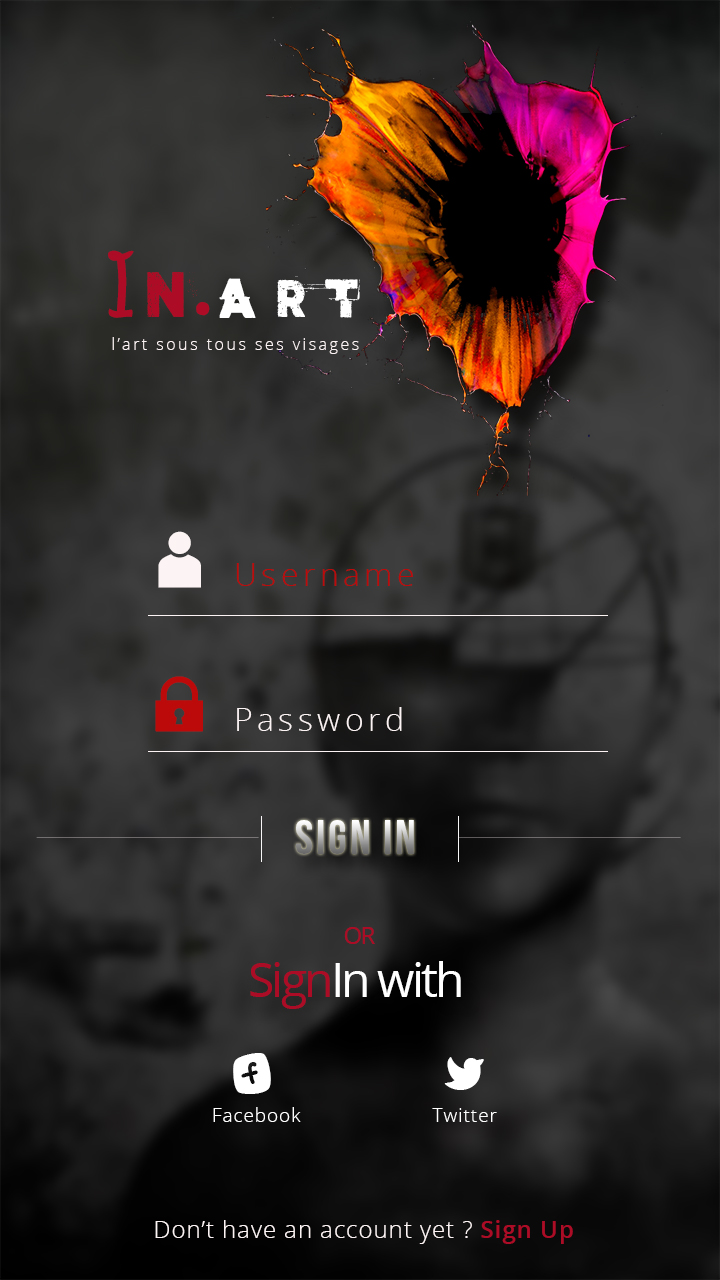 In.ART
l’art sous tous ses visages
Username
Password
SIGN IN
OR
SignIn with
Facebook
Twitter
Don’t have an account yet ? Sign Up